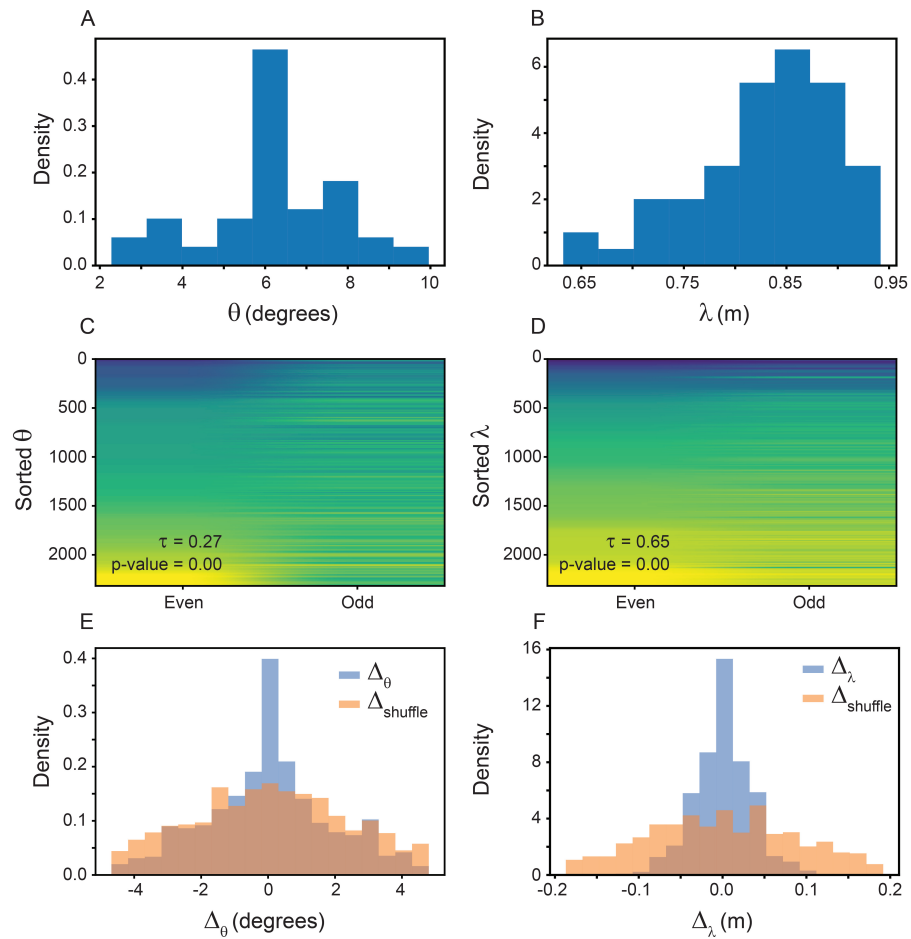 A
Density
0.4
0.3
0.2
0.1
0.0
2
4
6
8
10
θ (degrees)
B
Density
6
4
2
0
0.65
0.75
0.85
0.95
λ (m)
C
Sorted θ
0
500
1000
1500
2000
τ = 0.27
p-value = 0.00
Even
Odd
D
Sorted λ
0
500
1000
1500
2000
τ = 0.65
p-value = 0.00
Even
Odd
E
Density
0.4
0.3
0.2
0.1
0.0
Δθ
Δshuffle
-4
-2
0
2
4
Δθ (degrees)
F
Density
16
12
8
4
0
Δλ
Δshuffle
-0.2
-0.1
0.0
0.1
0.2
Δλ (m)